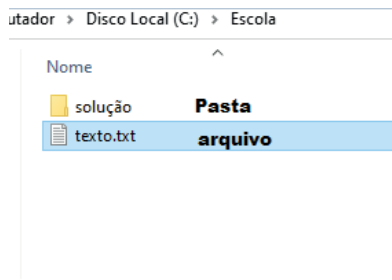 utador > Disco Local (C:) > Escola
Nome
solução Pasta
texto.txt arquivo